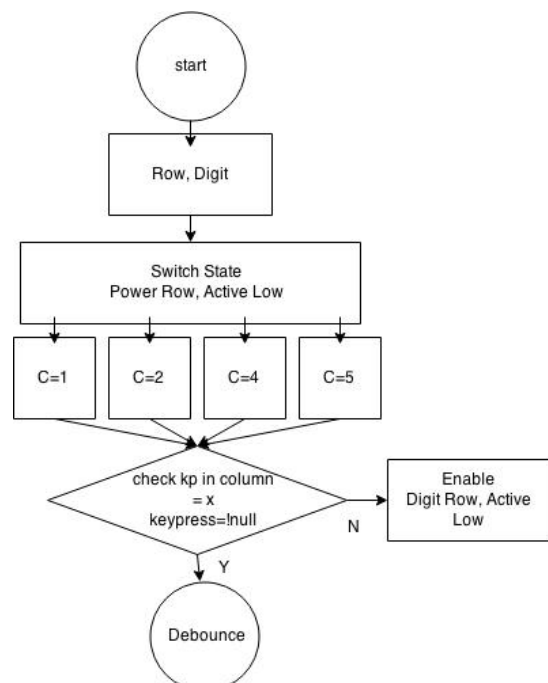 start
Row, Digit
Switch State
Power Row, Active Low
C=1
C=2
C=4
C=5
check kp in column
= x
keypress=!null
Enable
Digit Row, Active
Low
N
Y
Debounce